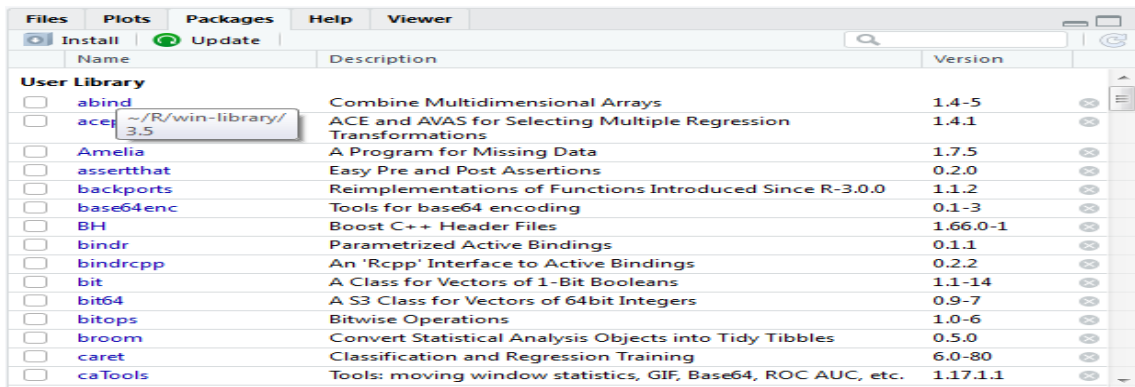 Files Plots Packages Help Viewer
Install Update
Name Description Version
User Library
abind Combine Multidimensional Arrays 1.4-5
~/R/win-library/
3.5
ACE and AVAS for Selecting Multiple Regression 1.4.1
Transformations
Amelia A Program for Missing Data 1.7.5
assertthat Easy Pre and Post Assertions 0.2.0
backports Reimplementations of Functions Introduced Since R-3.0.0 1.1.2
base64enc Tools for base64 encoding 0.1-3
BH Boost C++ Header Files 1.66.0-1
bindr Parametrized Active Bindings 0.1.1
bindrcpp An 'Rcpp' Interface to Active Bindings 0.2.2
bit A Class for Vectors of 1-Bit Booleans 1.1-14
bit64 A S3 Class for Vectors of 64bit Integers 0.9-7
bitops Bitwise Operations 1.0-6
broom Convert Statistical Analysis Objects into Tidy Tibbles 0.5.0
caret Classification and Regression Training 6.0-80
caTools Tools: moving window statistics, GIF, Base64, ROC AUC, etc. 1.17.1.1